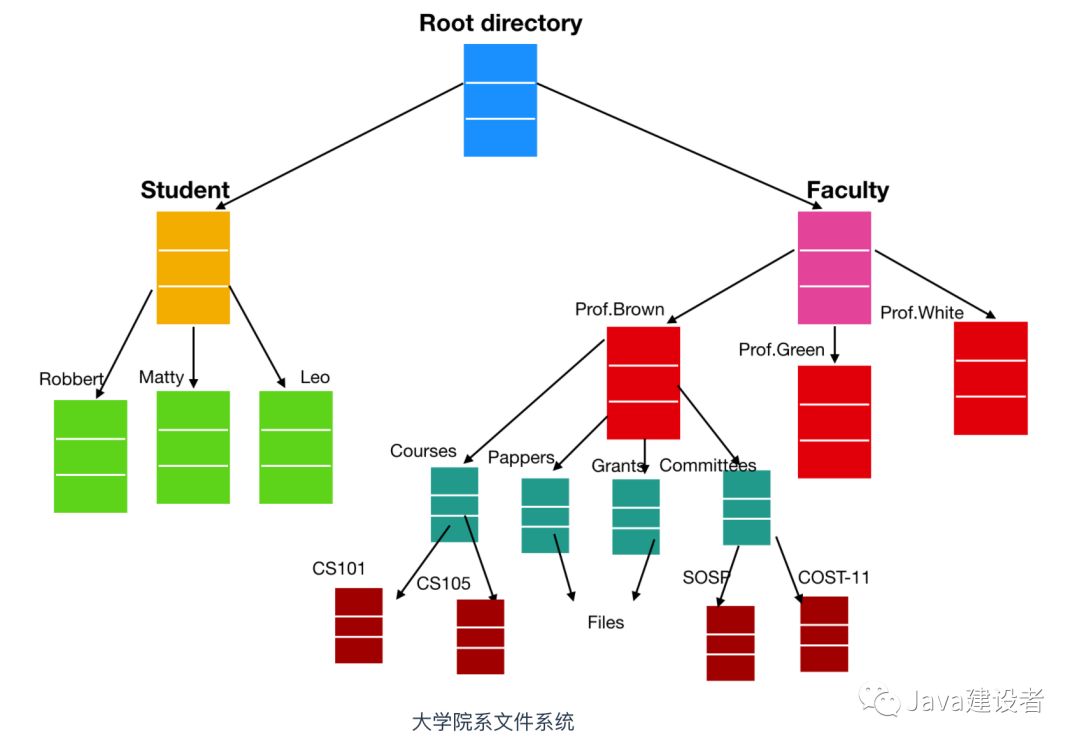 Root directory
Student
Faculty
Prof.Brown
Prof.White
Prof.Green
Robbert
Matty
Leo
Courses
Pappers
Grants
Committees
CS101
CS105
SOSP
COST-11
Files
Java建设者
大学院系文件系统